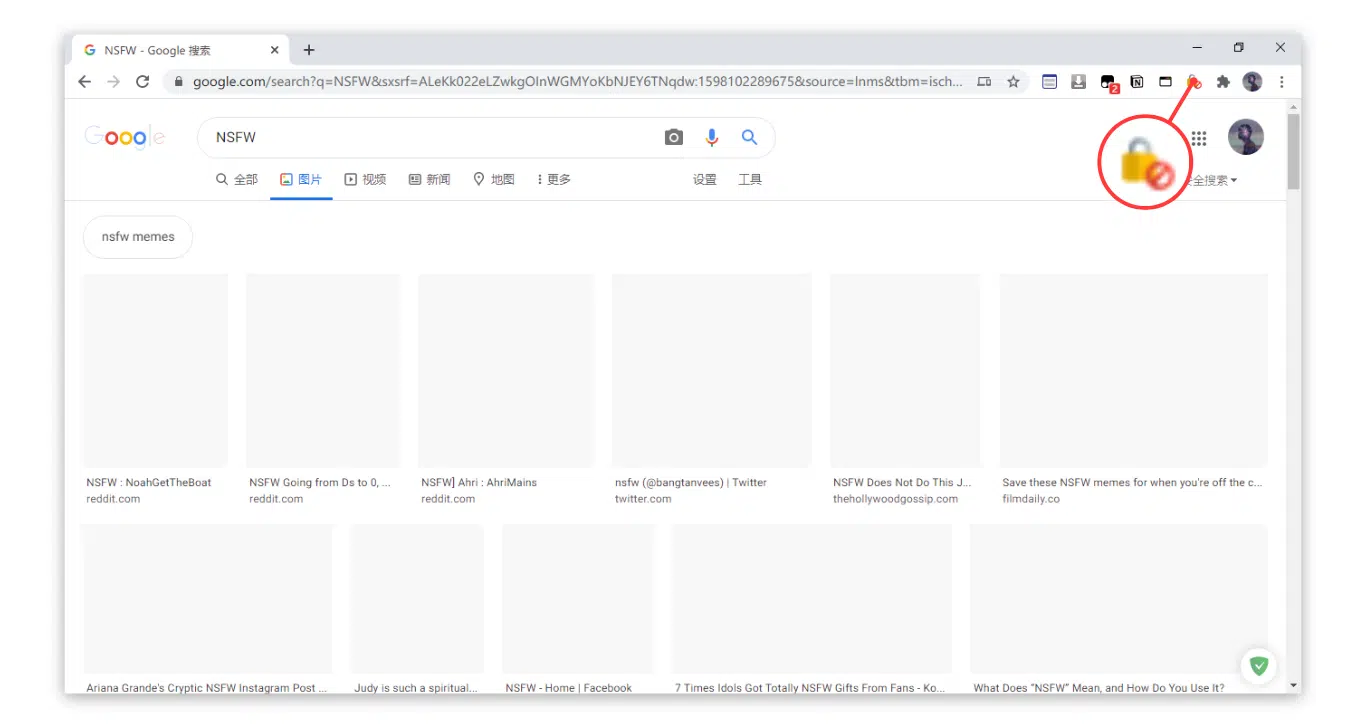 NSFW - Google 搜索
google.com/search?q=NSFW&sxsrf=ALeKk022eLZwkgOlnWGMYoKbNJEY6TNqdw:1598102289675&source=lnms&tbm=isch...
2
Google
NSFW
全部 图片 视频 新闻 地图 更多 设置 工具 全搜索
nsfw memes
NSFW : NoahGetTheBoat
reddit.com
NSFW Going from Ds to 0, ...
reddit.com
NSFW] Ahri : AhriMains
reddit.com
nsfw (@bangtanvees) | Twitter
twitter.com
NSFW Does Not Do This J...
thehollywoodgossip.com
Save these NSFW memes for when you're off the c...
filmdaily.co
Ariana Grande's Cryptic NSFW Instagram Post ...
Judy is such a spiritual...
NSFW - Home | Facebook
7 Times Idols Got Totally NSFW Gifts From Fans - Ko...
What Does "NSFW" Mean, and How Do You Use It?